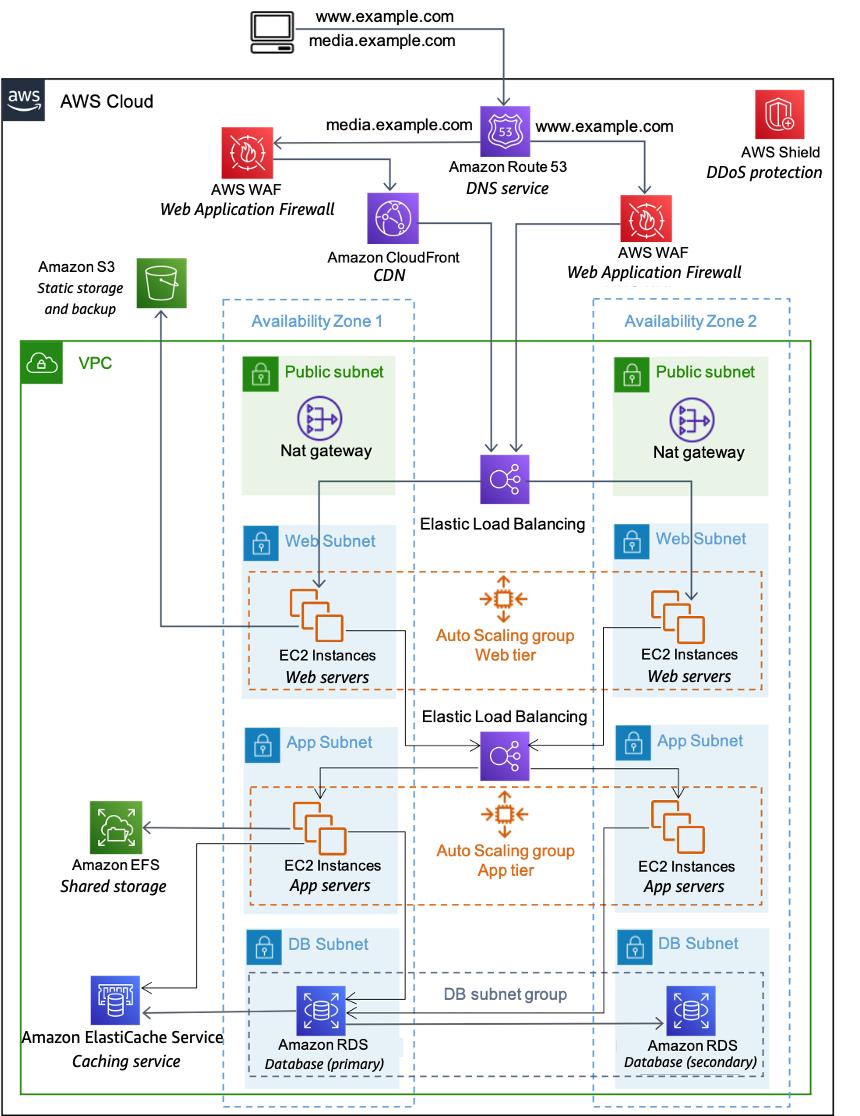 www.example.com
media.example.com
aws
AWS Cloud
media.example.com
53
www.example.com
AWS Shield
DDoS protection
Amazon Route 53
DNS service
AWS WAF
Web Application Firewall
Amazon CloudFront
CDN
AWS WAF
Web Application Firewall
Amazon S3
Static storage
and backup
Availability Zone 1
Availability Zone 2
VPC
Public subnet
Nat gateway
Public subnet
Nat gateway
Elastic Load Balancing
Web Subnet
Web Subnet
EC2 Instances
Web servers
Auto Scaling group
Web tier
EC2 Instances
Web servers
Elastic Load Balancing
App Subnet
App Subnet
Amazon EFS
Shared storage
EC2 Instances
App servers
Auto Scaling group
App tier
EC2 Instances
App servers
DB Subnet
DB Subnet
DB subnet group
Amazon ElastiCache Service
Caching service
Amazon RDS
Database (primary)
Amazon RDS
Database (secondary)